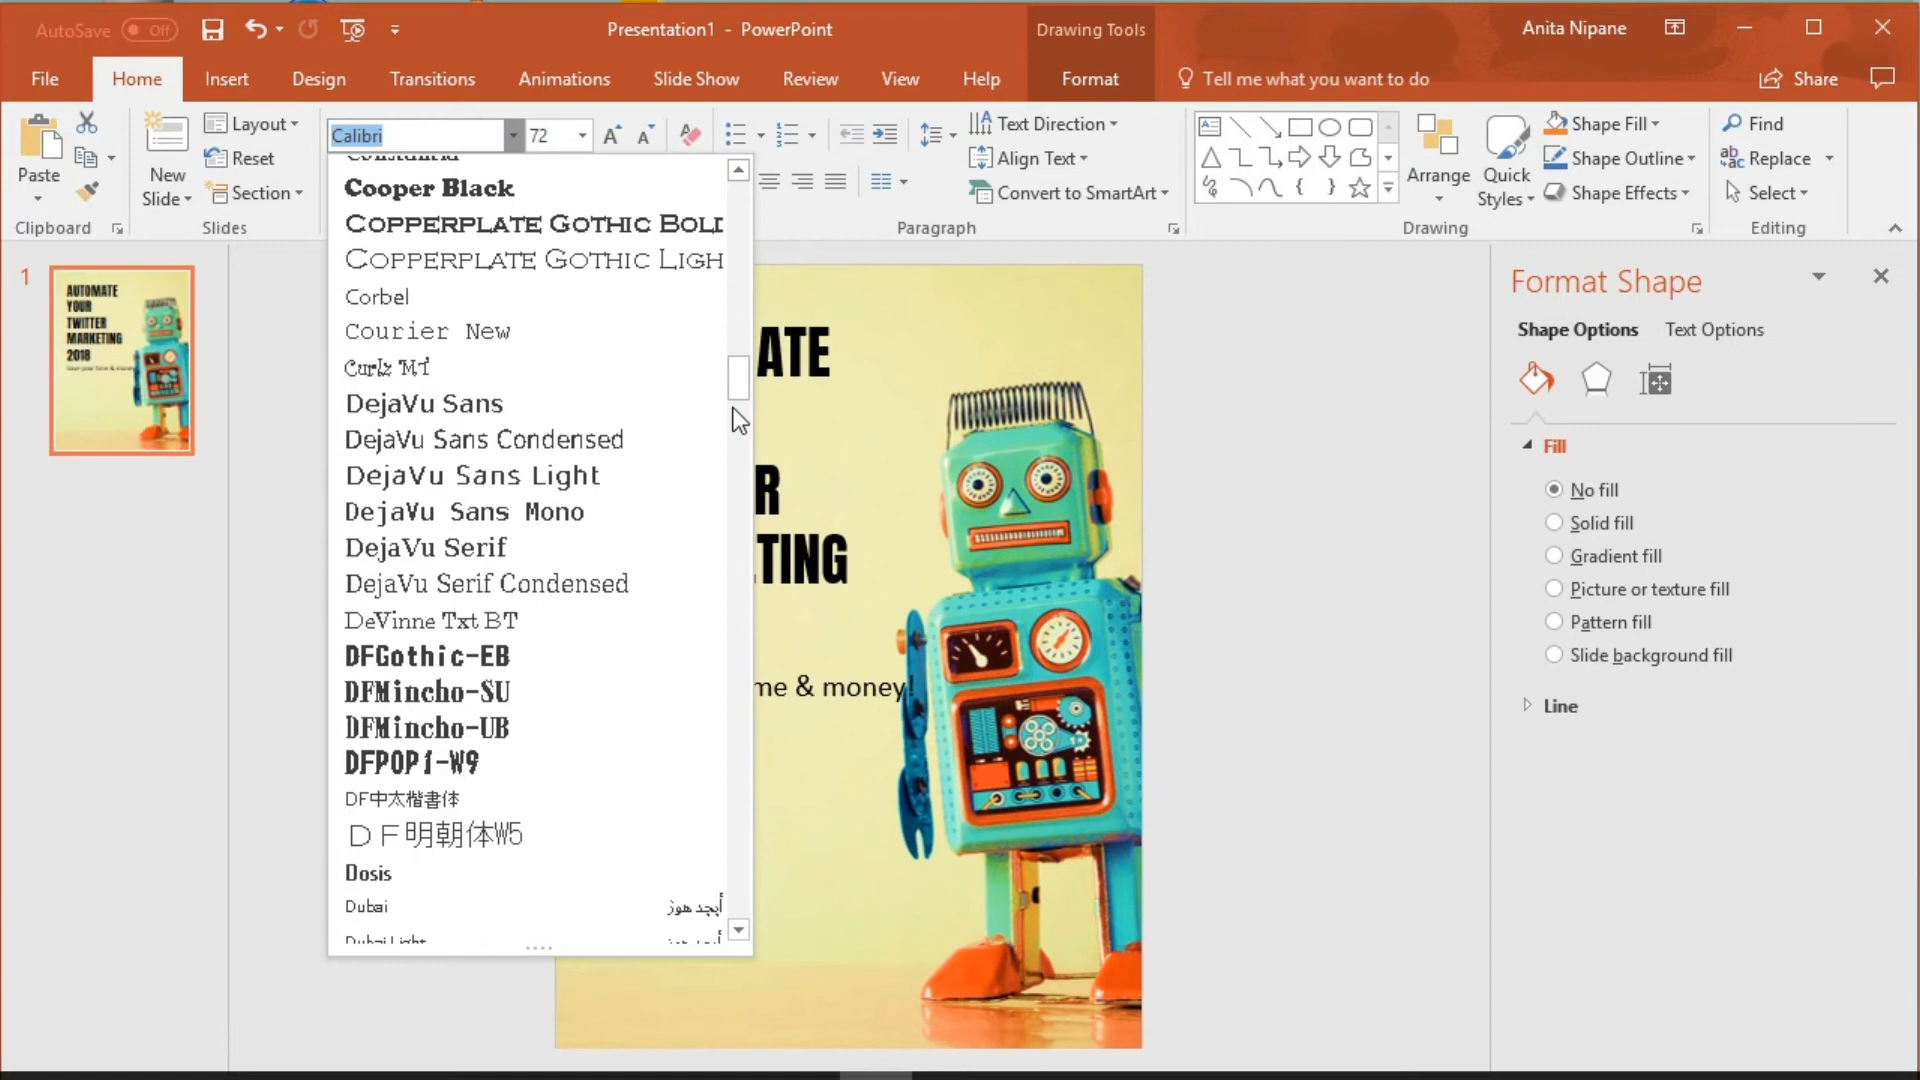 AutoSave Off
Presentation1 - PowerPoint
Drawing Tools
Anita Nipane
File
Home
Insert
Design
Transitions
Animations
Slide Show
Review
View
Help
Format
Tell me what you want to do
Share
Paste
Clipboard
New
Slide
Layout
Reset
Section
Slides
Calibri
72
Text Direction
Align Text
Convert to SmartArt
Paragraph
Arrange
Quick
Styles
Shape Fill
Shape Outline
Shape Effects
Drawing
Find
Replace
Select
Editing
1
AUTOMATE
YOUR
TWITTER
MARKETING
2018
Constantia
Cooper Black
Copperplate Gothic Bold
Copperplate Gothic Ligh
Corbel
Courier New
Curlz MT
DejaVu Sans
DejaVu Sans Condensed
DejaVu Sans Light
DejaVu Sans Mono
DejaVu Serif
DejaVu Serif Condensed
DeVinne Txt BT
DFGothic-EB
DFMincho-SU
DFMincho-UB
DFPOP1-W9
DF中太楷書体
ＤＦ明朝体W5
Dosis
Dubai أبجد هوز
Dubai Light
ATE
R
TING
me & money!
Format Shape
Shape Options
Text Options
Fill
No fill
Solid fill
Gradient fill
Picture or texture fill
Pattern fill
Slide background fill
Line